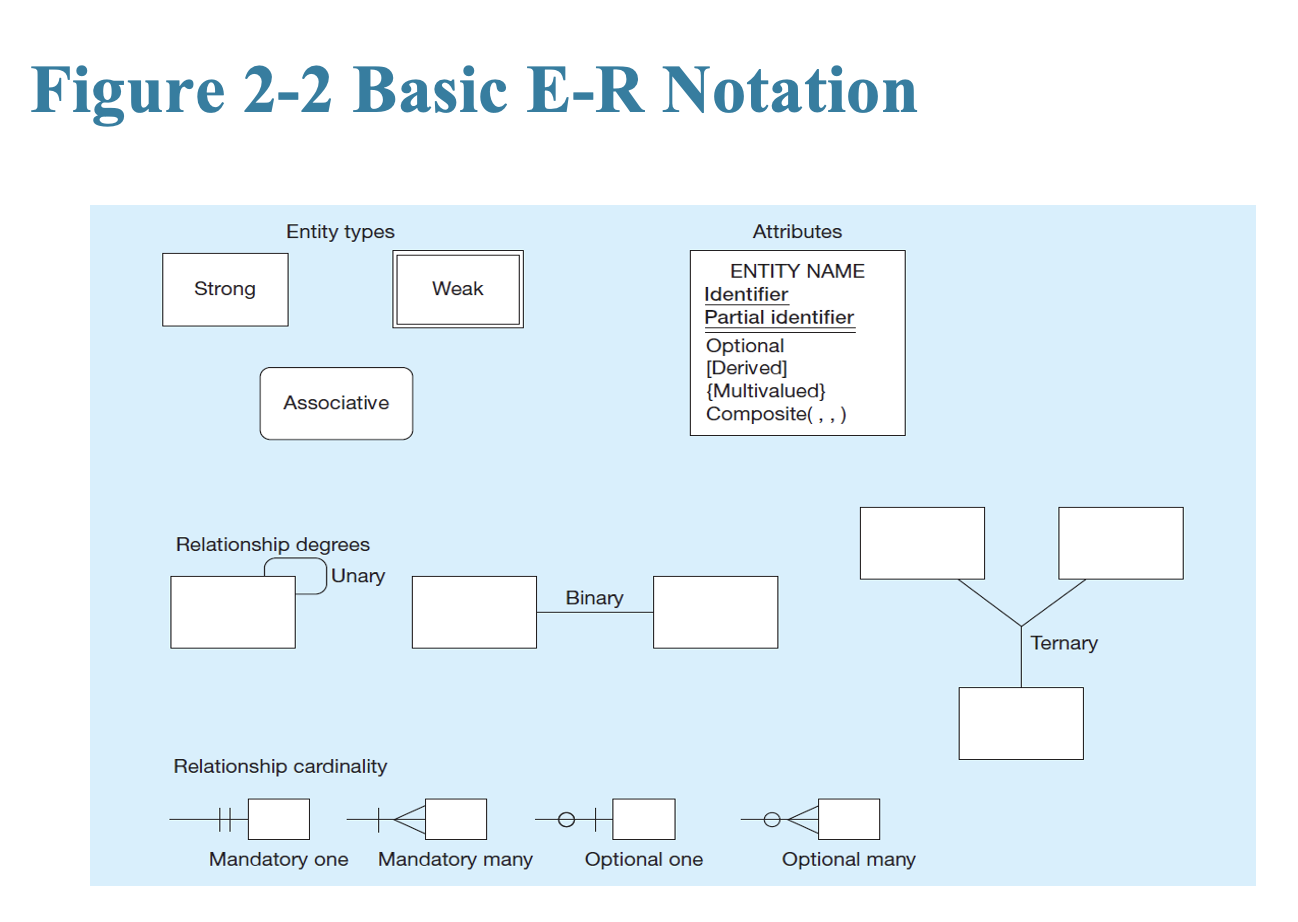 Figure 2-2 Basic E-R Notation
Entity types
Strong
Weak
Associative
Attributes
ENTITY NAME
Identifier
Partial identifier
Optional
[Derived]
{Multivalued}
Composite( , , )
Relationship degrees
Unary
Binary
Ternary
Relationship cardinality
Mandatory one
Mandatory many
Optional one
Optional many